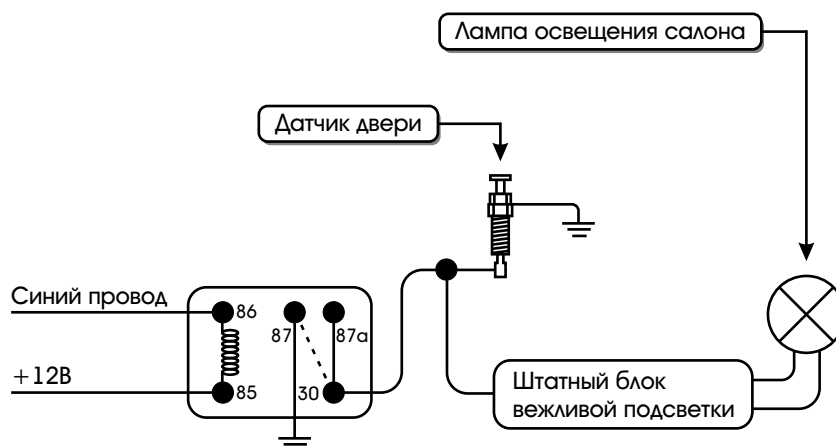 Лампа освещения салона
Датчик двери
Синий провод
86
87
87a
+12В
85
30
Штатный блок
вежливой подсветки